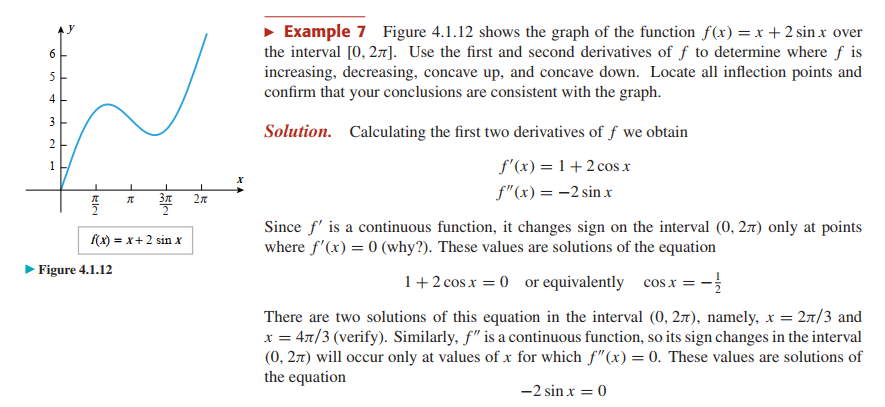 y
6
5
4
3
2
1
x
π/2 π 3π/2 2π
f(x) = x + 2 sin x
▶ Figure 4.1.12
▶ Example 7 Figure 4.1.12 shows the graph of the function f(x) = x + 2 sin x over
the interval [0, 2π]. Use the first and second derivatives of f to determine where f is
increasing, decreasing, concave up, and concave down. Locate all inflection points and
confirm that your conclusions are consistent with the graph.
Solution. Calculating the first two derivatives of f we obtain
f′(x) = 1 + 2 cos x
f″(x) = −2 sin x
Since f′ is a continuous function, it changes sign on the interval (0, 2π) only at points
where f′(x) = 0 (why?). These values are solutions of the equation
1 + 2 cos x = 0 or equivalently cos x = −1/2
There are two solutions of this equation in the interval (0, 2π), namely, x = 2π/3 and
x = 4π/3 (verify). Similarly, f″ is a continuous function, so its sign changes in the interval
(0, 2π) will occur only at values of x for which f″(x) = 0. These values are solutions of
the equation
−2 sin x = 0